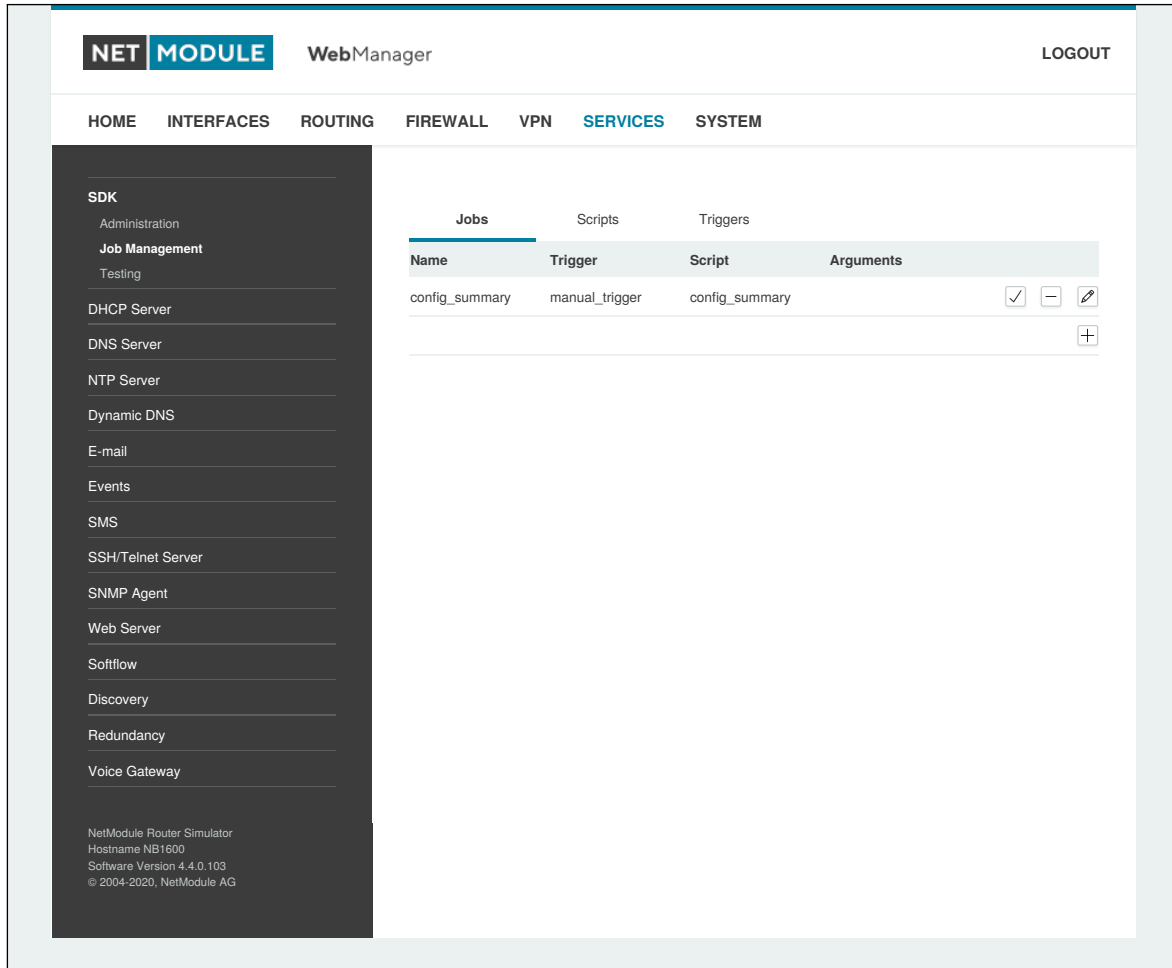 NET MODULE WebManager LOGOUT
HOME INTERFACES ROUTING FIREWALL VPN SERVICES SYSTEM
SDK
Administration
Job Management
Testing
DHCP Server
DNS Server
NTP Server
Dynamic DNS
E-mail
Events
SMS
SSH/Telnet Server
SNMP Agent
Web Server
Softflow
Discovery
Redundancy
Voice Gateway
NetModule Router Simulator
Hostname NB1600
Software Version 4.4.0.103
© 2004-2020, NetModule AG
Jobs Scripts Triggers
Name Trigger Script Arguments
config_summary manual_trigger config_summary